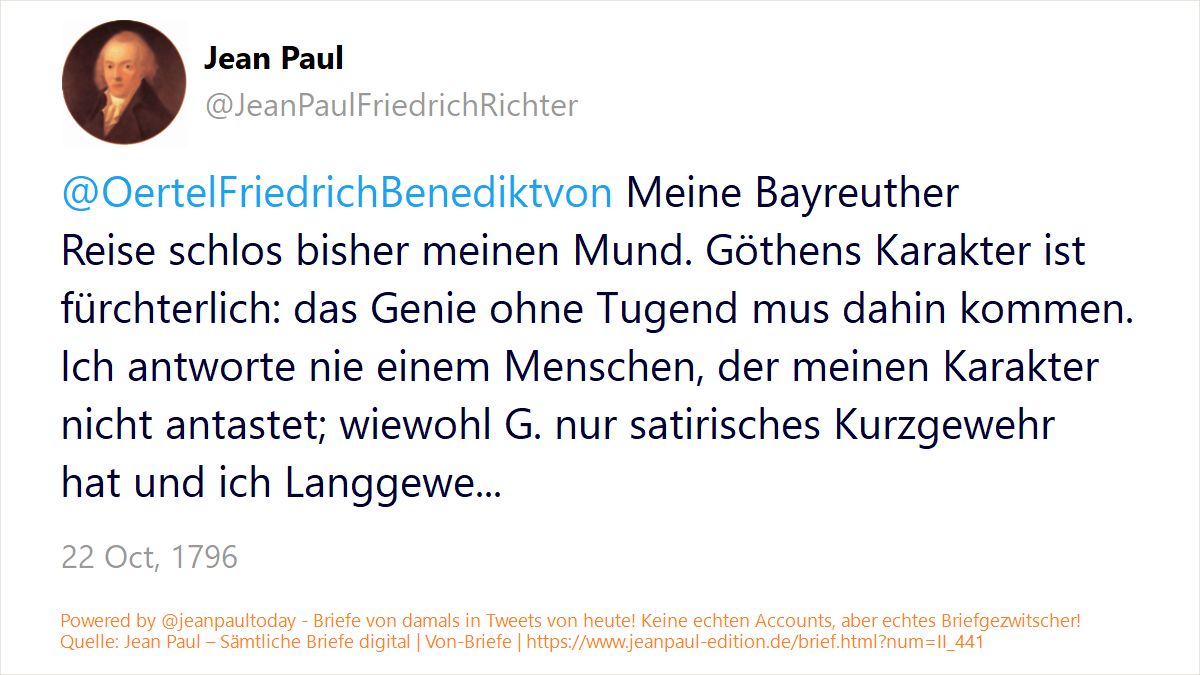 Jean Paul
@JeanPaulFriedrichRichter
@OertelFriedrichBenediktvon Meine Bayreuther
Reise schlos bisher meinen Mund. Göthens Karakter ist
fürchterlich: das Genie ohne Tugend mus dahin kommen.
Ich antworte nie einem Menschen, der meinen Karakter
nicht antastet; wiewohl G. nur satirisches Kurzgewehr
hat und ich Langgewe...
22 Oct, 1796
Powered by @jeanpaultoday - Briefe von damals in Tweets von heute! Keine echten Accounts, aber echtes Briefgezwitscher!
Quelle: Jean Paul – Sämtliche Briefe digital | Von-Briefe | https://www.jeanpaul-edition.de/brief.html?num=II_441